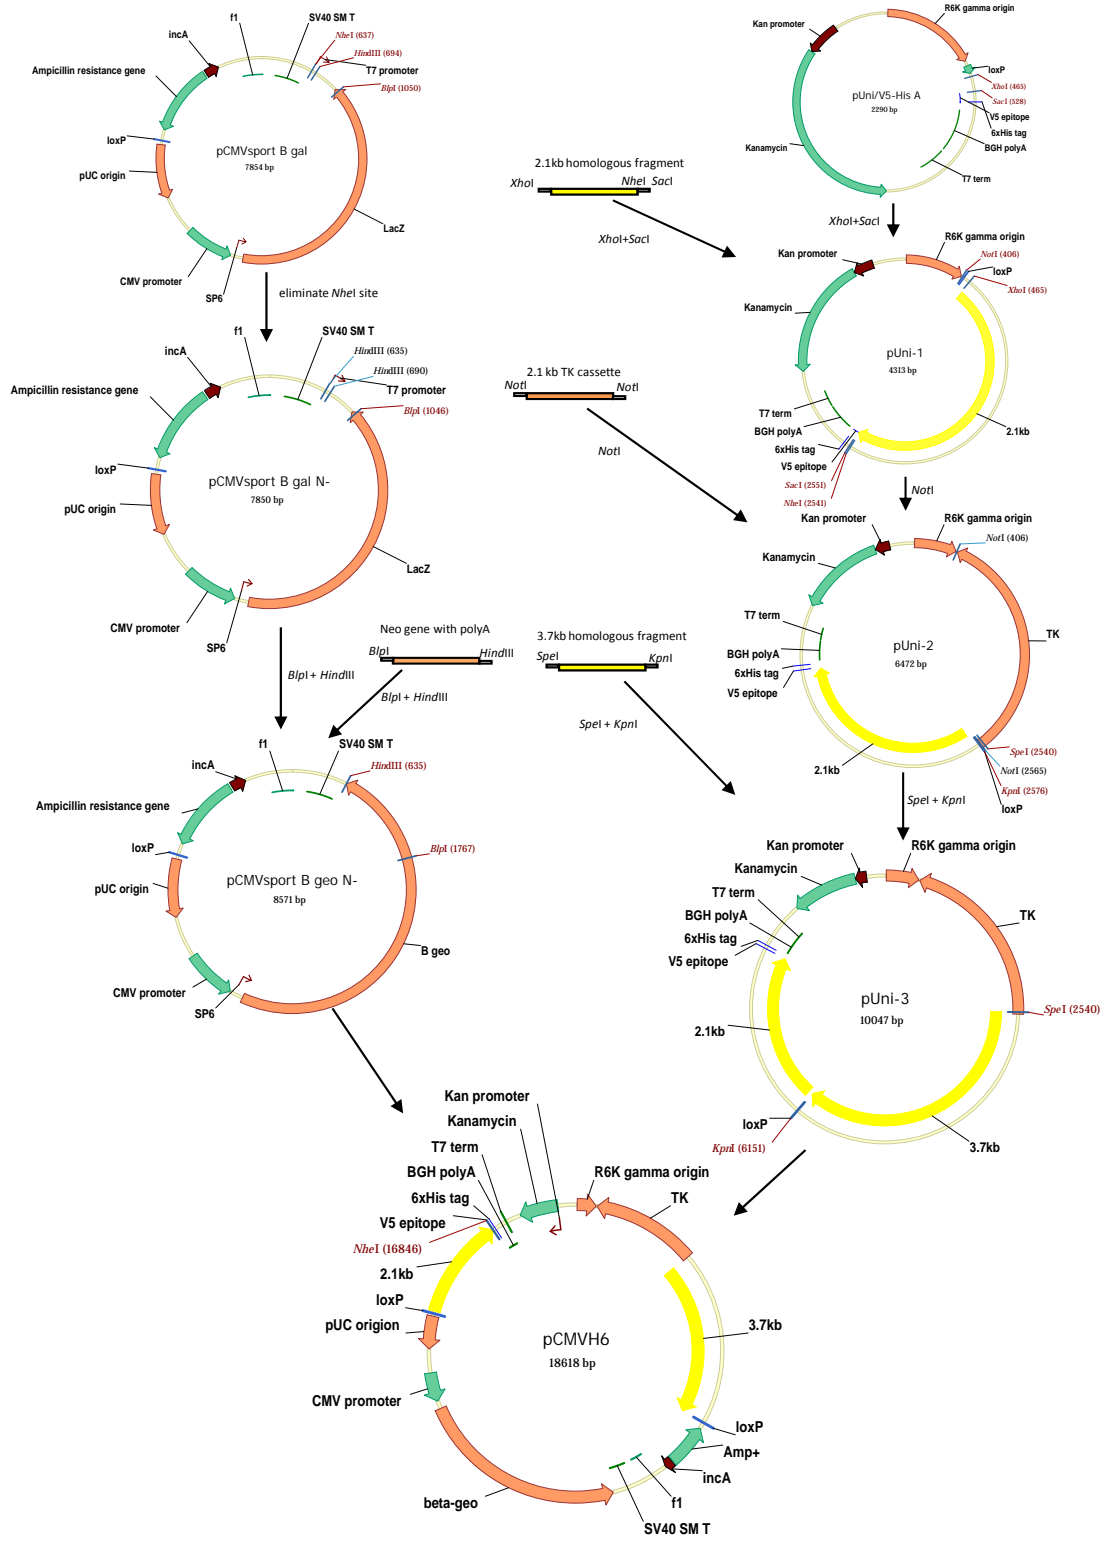 f1
SV40 SM T
NheI (637)
incA
HindIII (694)
T7 promoter
Ampicillin resistance gene
BlpI (1050)
loxP
pCMVsport B gal
7854 bp
pUC origin
LacZ
CMV promoter
SP6
eliminate NheI site
R6K gamma origin
Kan promoter
loxP
XhoI (465)
SacI (528)
pUni/V5-His A
2290 bp
V5 epitope
6xHis tag
BGH polyA
Kanamycin
T7 term
2.1kb homologous fragment
XhoI
NheI SacI
XhoI+SacI
XhoI+SacI
f1
SV40 SM T
incA
HindIII (635)
HindIII (690)
T7 promoter
Ampicillin resistance gene
BlpI (1046)
loxP
pCMVsport B gal N-
7850 bp
pUC origin
LacZ
CMV promoter
SP6
R6K gamma origin
Kan promoter
NotI (406)
loxP
XhoI (465)
Kanamycin
pUni-1
4313 bp
T7 term
BGH polyA
6xHis tag
V5 epitope
2.1kb
SacI (2551)
NheI (2541)
2.1 kb TK cassette
NotI
NotI
NotI
NotI
BlpI + HindIII
Neo gene with polyA
BlpI
HindIII
BlpI + HindIII
3.7kb homologous fragment
SpeI
KpnI
SpeI + KpnI
Kan promoter
R6K gamma origin
NotI (406)
Kanamycin
T7 term
TK
BGH polyA
pUni-2
6472 bp
6xHis tag
V5 epitope
2.1kb
SpeI (2540)
NotI (2565)
KpnI (2576)
loxP
SpeI + KpnI
f1
SV40 SM T
incA
HindIII (635)
Ampicillin resistance gene
loxP
BlpI (1767)
pUC origin
pCMVsport B geo N-
8571 bp
B geo
CMV promoter
SP6
Kan promoter
R6K gamma origin
Kanamycin
T7 term
BGH polyA
TK
6xHis tag
V5 epitope
pUni-3
10047 bp
SpeI (2540)
2.1kb
loxP
KpnI (6151)
3.7kb
Kan promoter
Kanamycin
T7 term
BGH polyA
R6K gamma origin
6xHis tag
TK
V5 epitope
NheI (16846)
2.1kb
loxP
pUC origion
pCMVH6
18618 bp
3.7kb
CMV promoter
loxP
Amp+
incA
beta-geo
f1
SV40 SM T